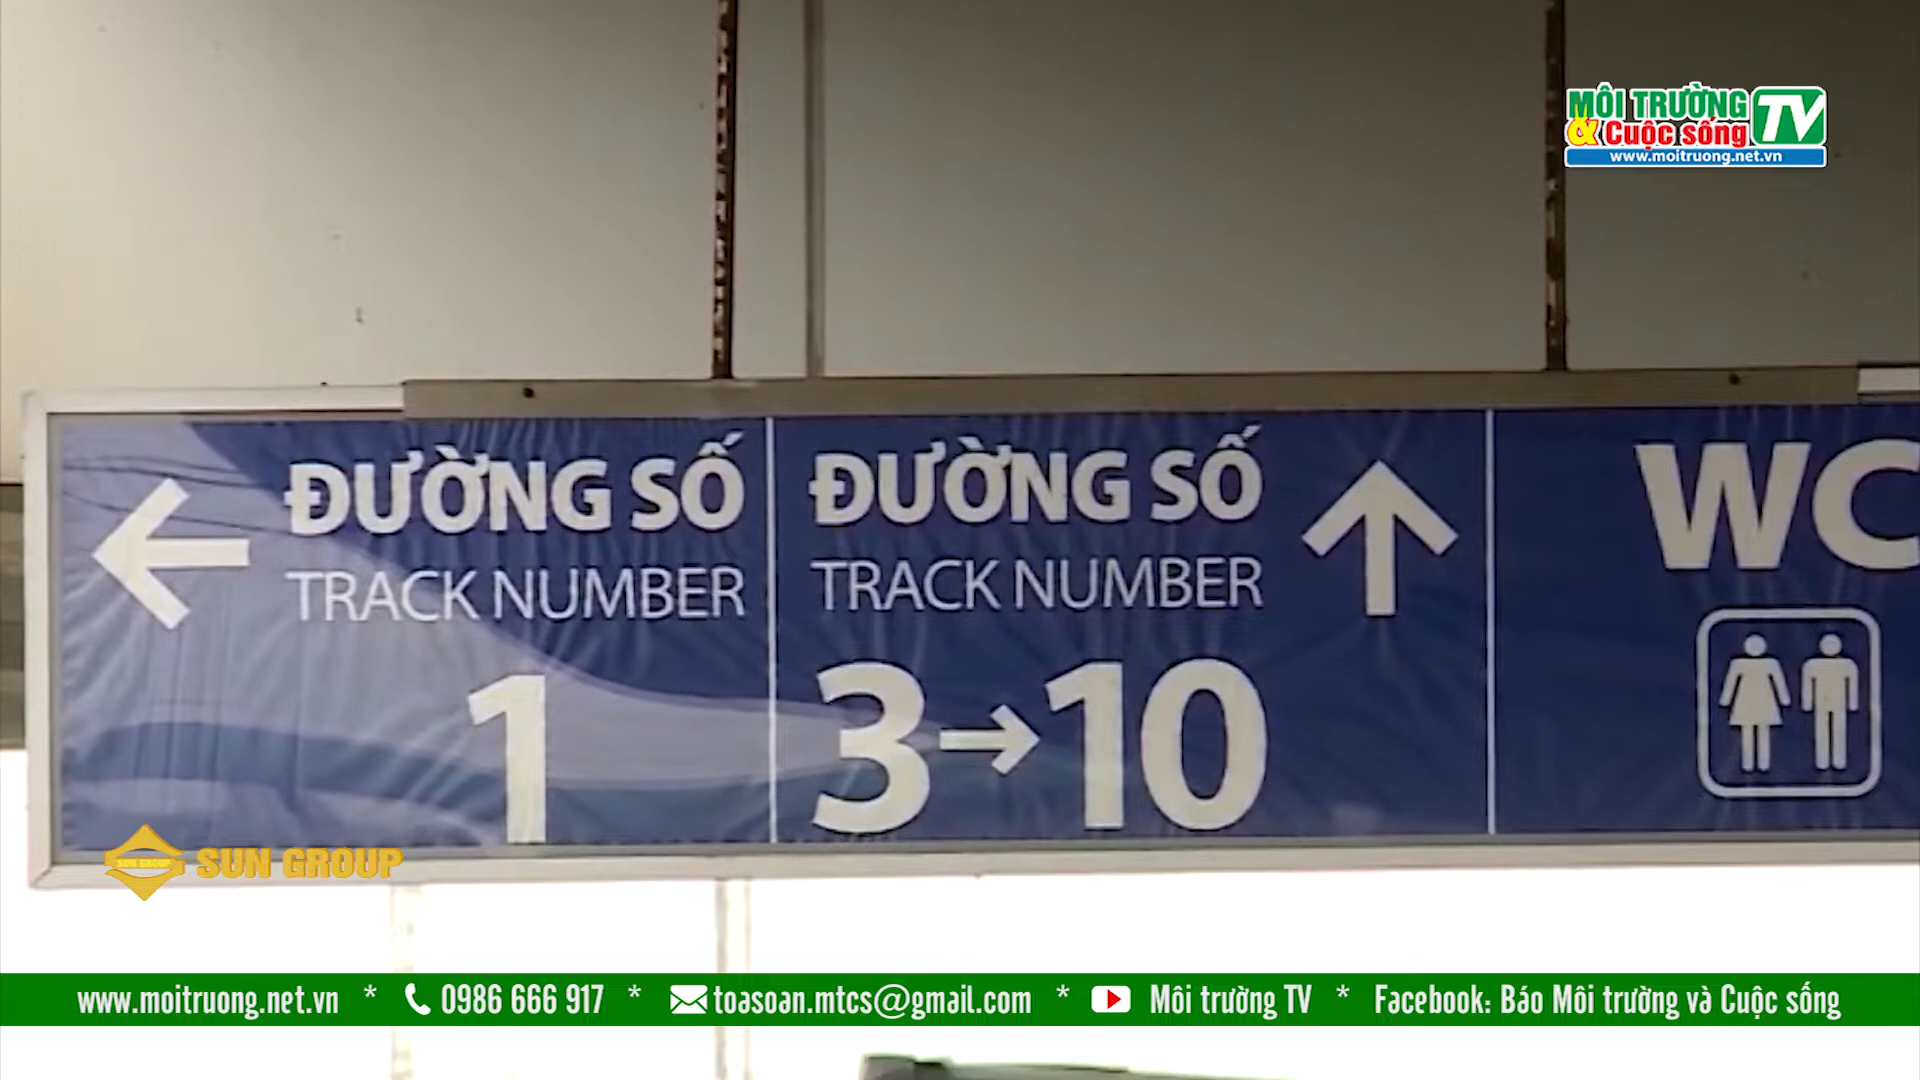 MÔI TRƯỜNG
& Cuộc sống TV
www.moitruong.net.vn
ĐƯỜNG SỐ
TRACK NUMBER
1
ĐƯỜNG SỐ
TRACK NUMBER
3→10
WC
SUN GROUP
SUN GROUP
www.moitruong.net.vn * 0986 666 917 * toasoan.mtcs@gmail.com * Môi trường TV * Facebook: Báo Môi trường và Cuộc sống